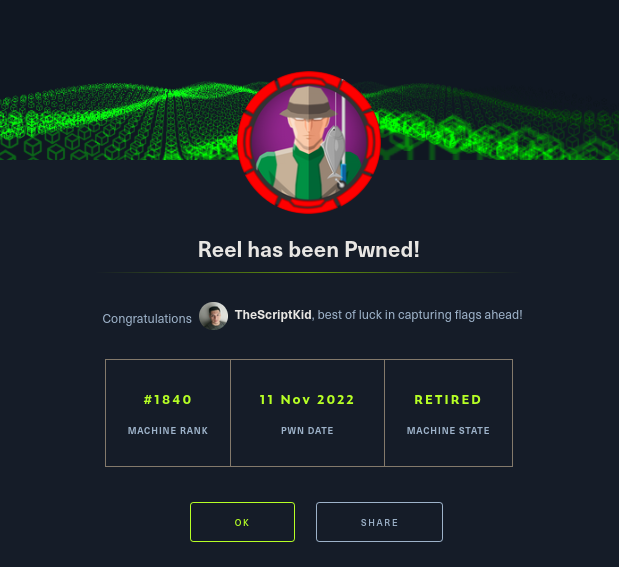 Reel has been Pwned!
Congratulations TheScriptKid, best of luck in capturing flags ahead!
#1840 11 Nov 2022 RETIRED
MACHINE RANK PWN DATE MACHINE STATE
OK SHARE